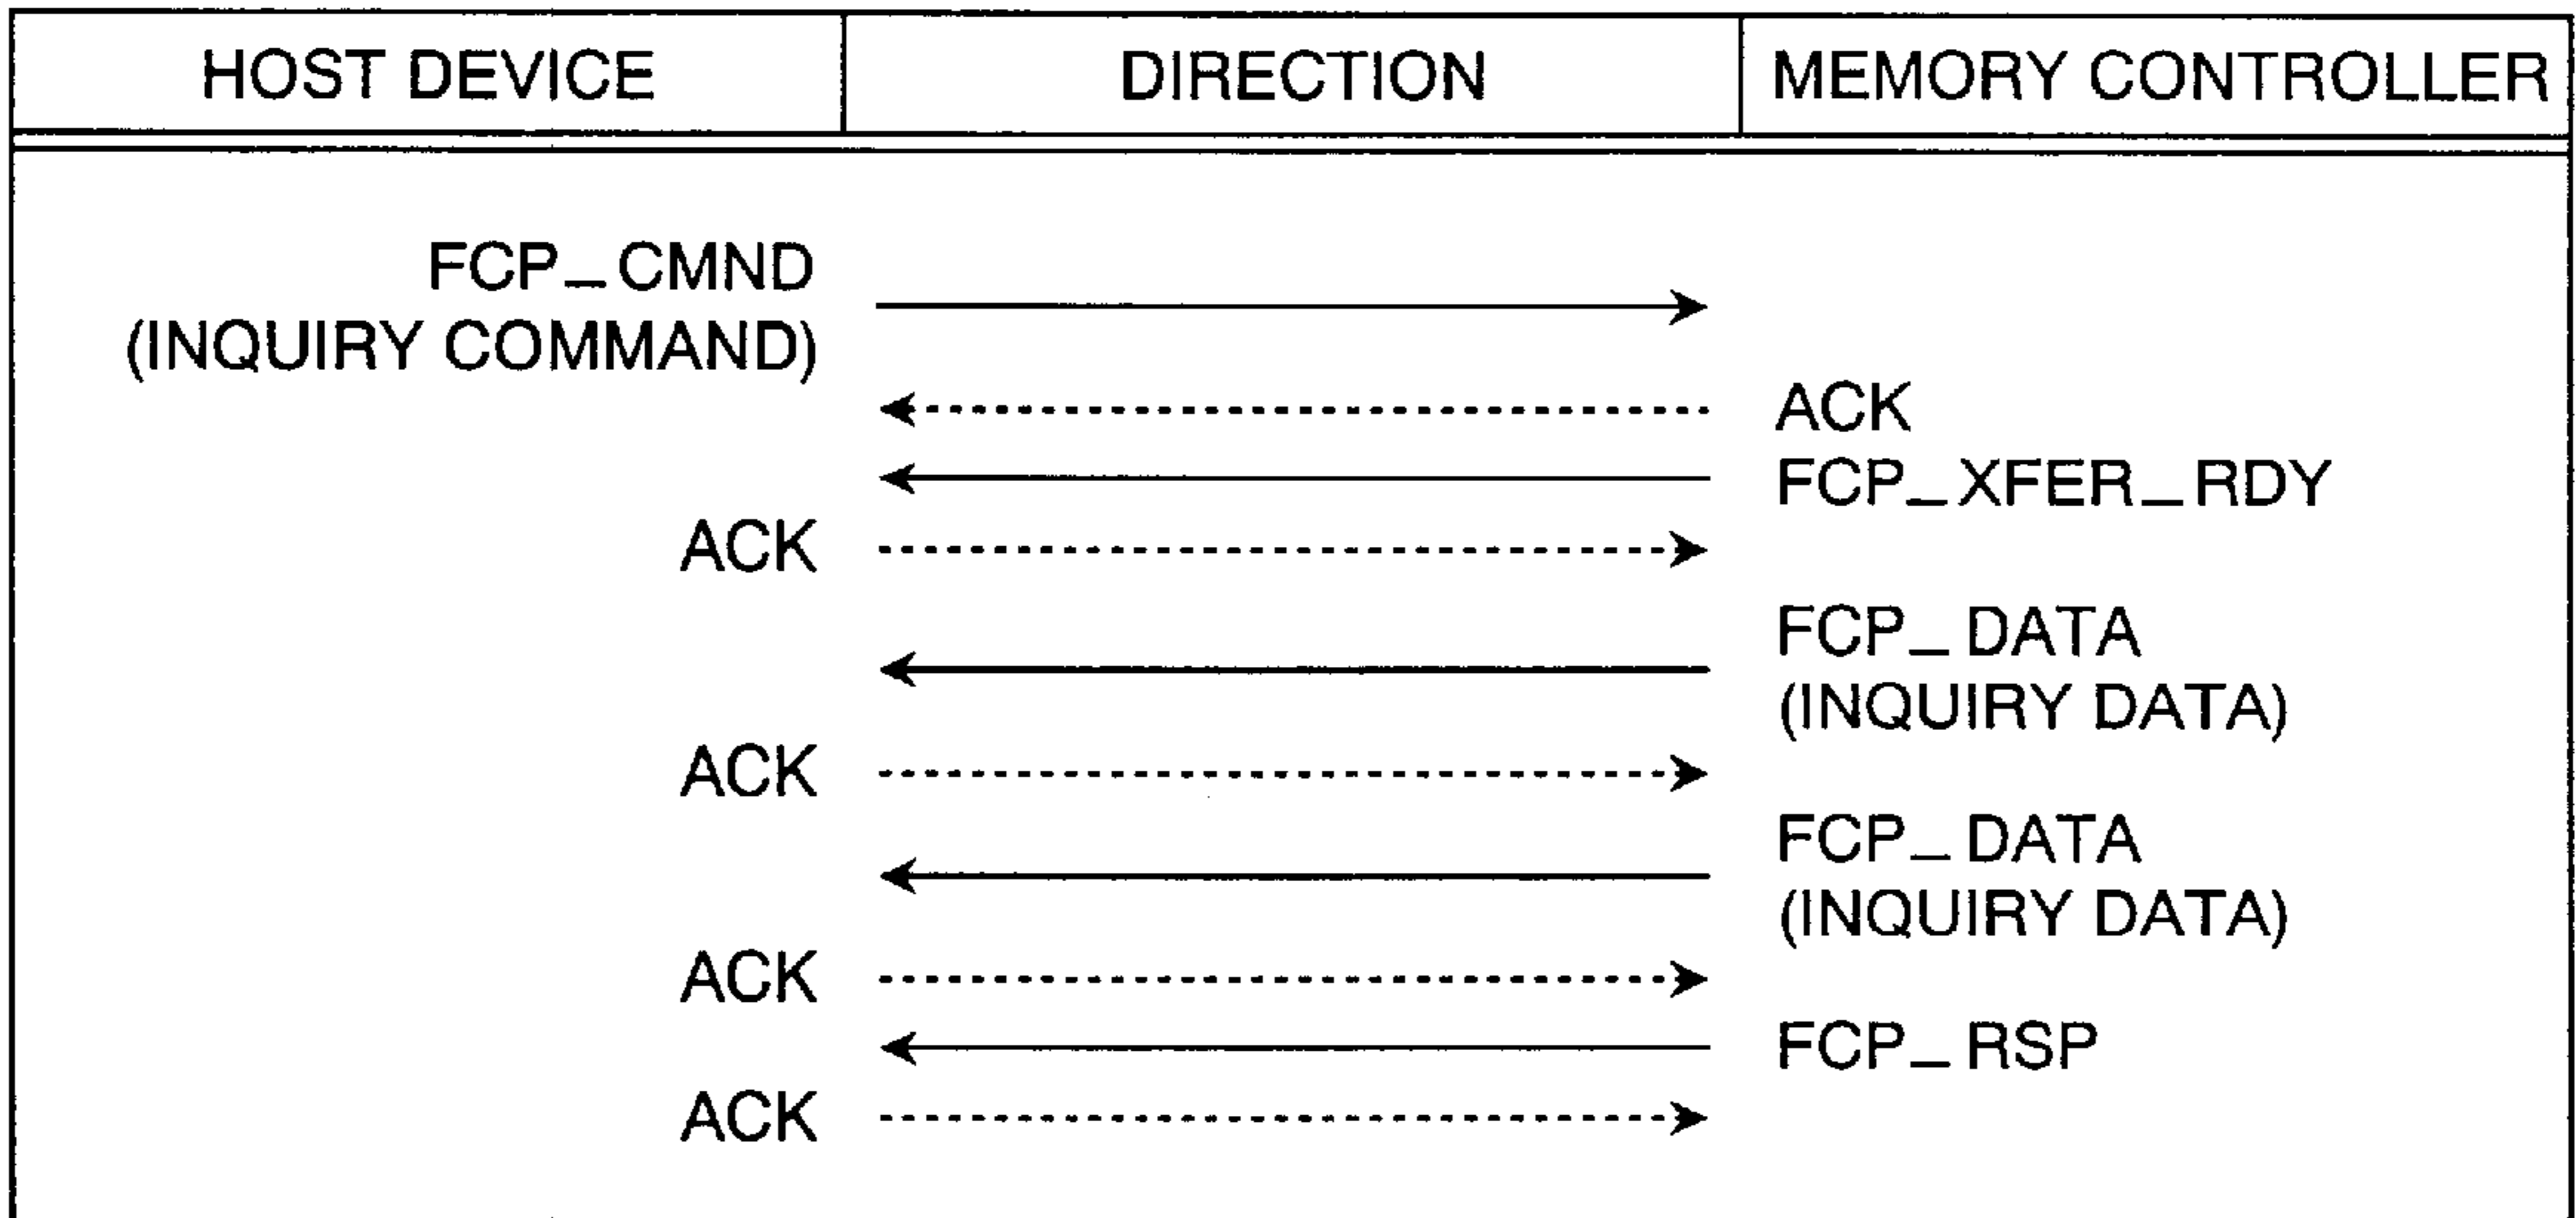 HOST DEVICE DIRECTION MEMORY CONTROLLER
FCP_CMND
(INQUIRY COMMAND)
ACK
FCP_XFER_RDY
ACK
FCP_DATA
(INQUIRY DATA)
ACK
FCP_DATA
(INQUIRY DATA)
ACK
FCP_RSP
ACK